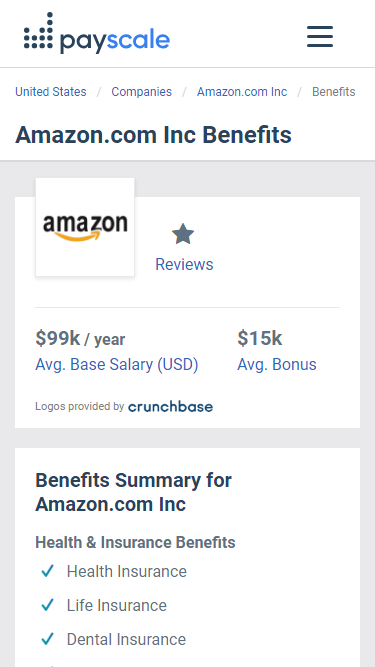 payscale
United States / Companies / Amazon.com Inc / Benefits
Amazon.com Inc Benefits
amazon
Reviews
$99k / year
Avg. Base Salary (USD)
$15k
Avg. Bonus
Logos provided by crunchbase
Benefits Summary for
Amazon.com Inc
Health & Insurance Benefits
Health Insurance
Life Insurance
Dental Insurance